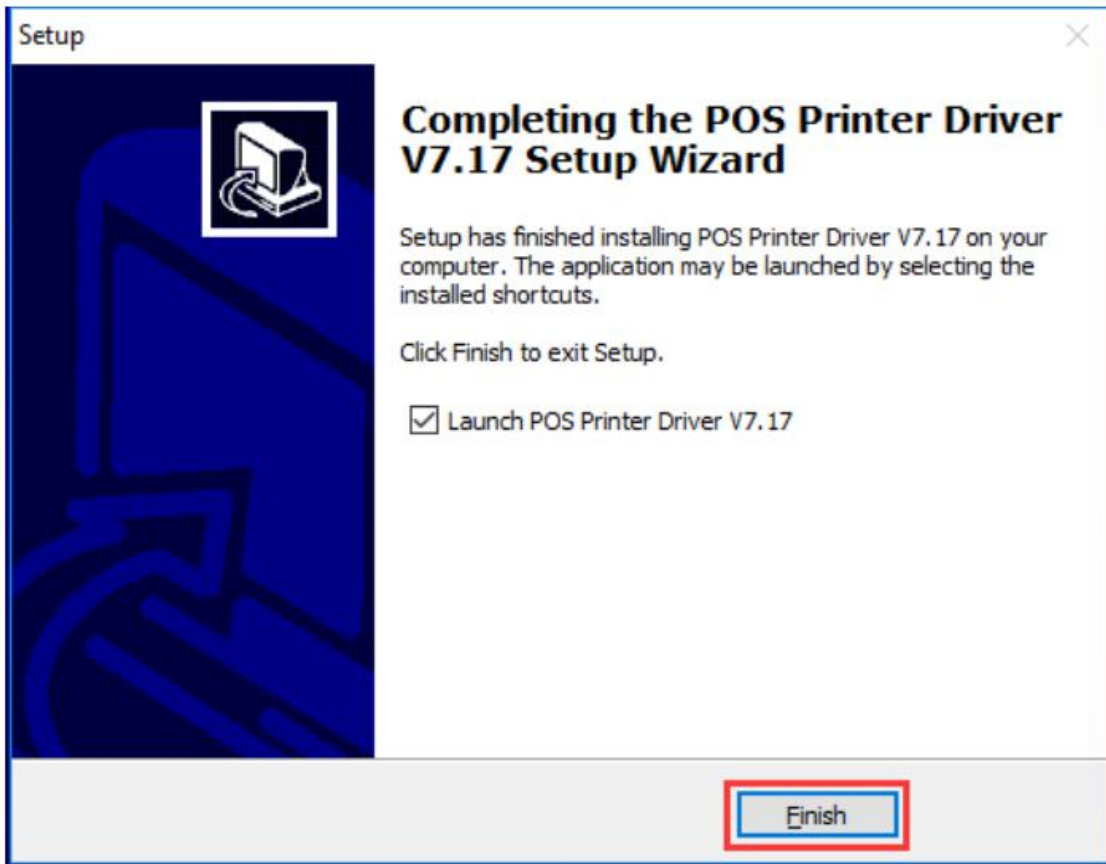 Setup
Completing the POS Printer Driver
V7.17 Setup Wizard
Setup has finished installing POS Printer Driver V7.17 on your
computer. The application may be launched by selecting the
installed shortcuts.
Click Finish to exit Setup.
Launch POS Printer Driver V7.17
Finish